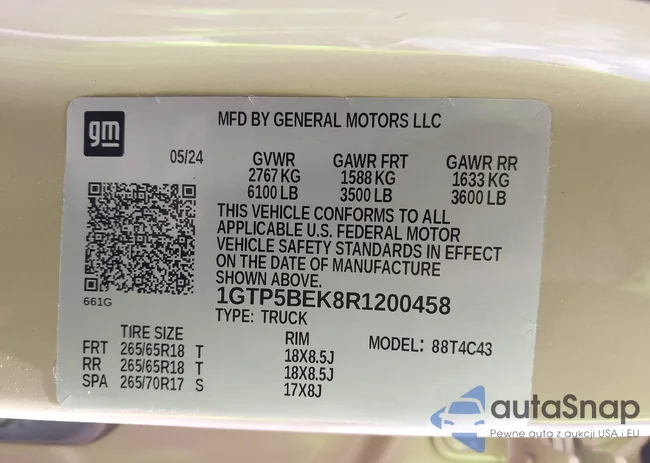 gm
MFD BY GENERAL MOTORS LLC
05/24 GVWR GAWR FRT GAWR RR
2767 KG 1588 KG 1633 KG
6100 LB 3500 LB 3600 LB
THIS VEHICLE CONFORMS TO ALL
APPLICABLE U.S. FEDERAL MOTOR
VEHICLE SAFETY STANDARDS IN EFFECT
ON THE DATE OF MANUFACTURE
SHOWN ABOVE.
661G
1GTP5BEK8R1200458
TYPE: TRUCK
TIRE SIZE RIM MODEL: 88T4C43
FRT 265/65R18 T 18X8.5J
RR 265/65R18 T 18X8.5J
SPA 265/70R17 S 17X8J
autaSnap
Pewne auta z aukcji USA i EU